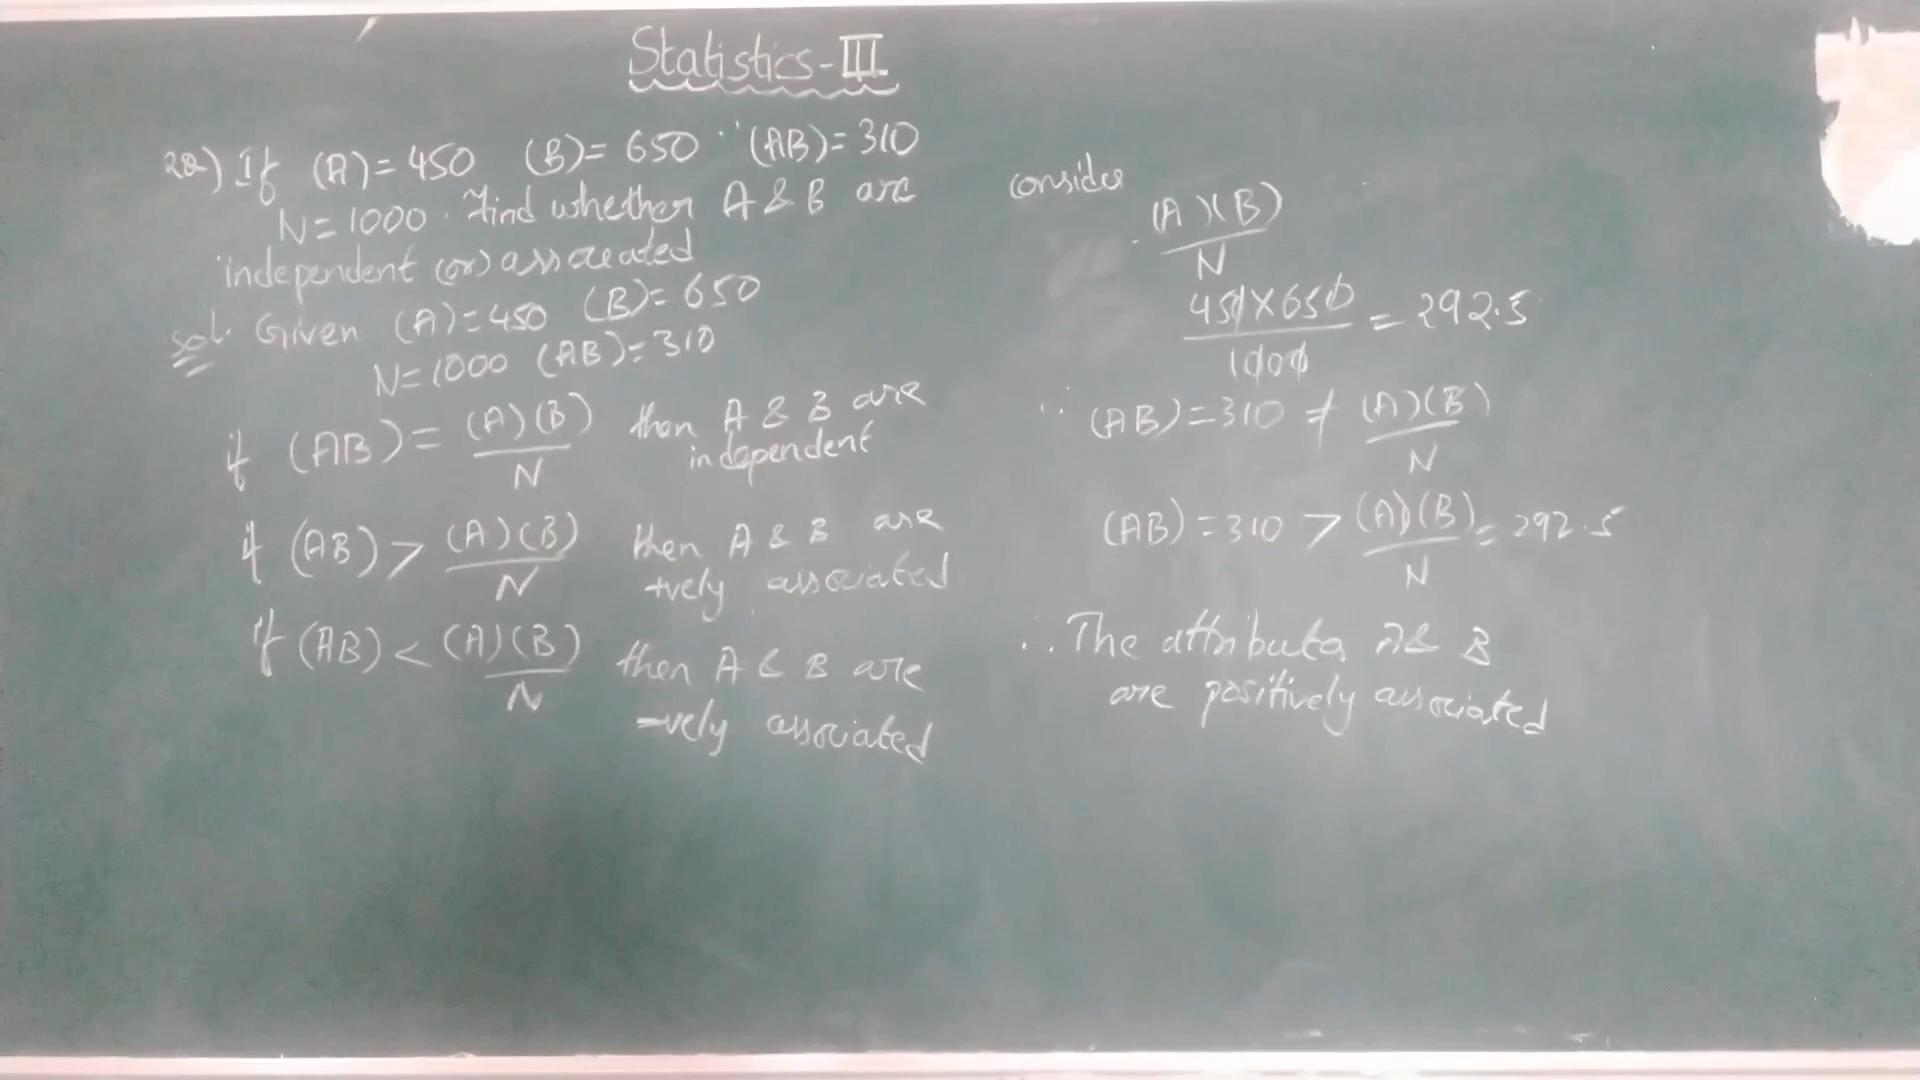 Statistics-III
28) If (A)=450 (B)=650 (AB)=310
N=1000. Find whether A & B are
independent (or) associated
Sol. Given (A)=450 (B)=650
N=1000 (AB)=310
if (AB) = (A)(B)/N then A & B are
independent
if (AB) > (A)(B)/N then A & B are
+vely associated
if (AB) < (A)(B)/N then A & B are
-vely associated
consider
(A)(B)/N
450X650/1000 = 292.5
∵ (AB)=310 ≠ (A)(B)/N
(AB)=310 > (A)(B)/N = 292.5
∴ The attributes A & B
are positively associated